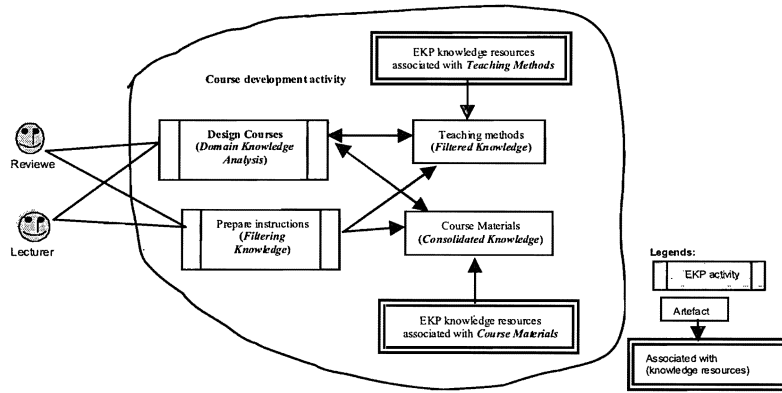 EKP knowledge resources
associated with Teaching Methods
Course development activity
Design Courses
(Domain Knowledge
Analysis)
Teaching methods
(Filtered Knowledge)
Reviewe
Prepare instructions
(Filtering
Knowledge)
Course Materials
(Consolidated Knowledge)
Lecturer
EKP knowledge resources
associated with Course Materials
Legends:
EKP activity
Artefact
Associated with
(knowledge resources)